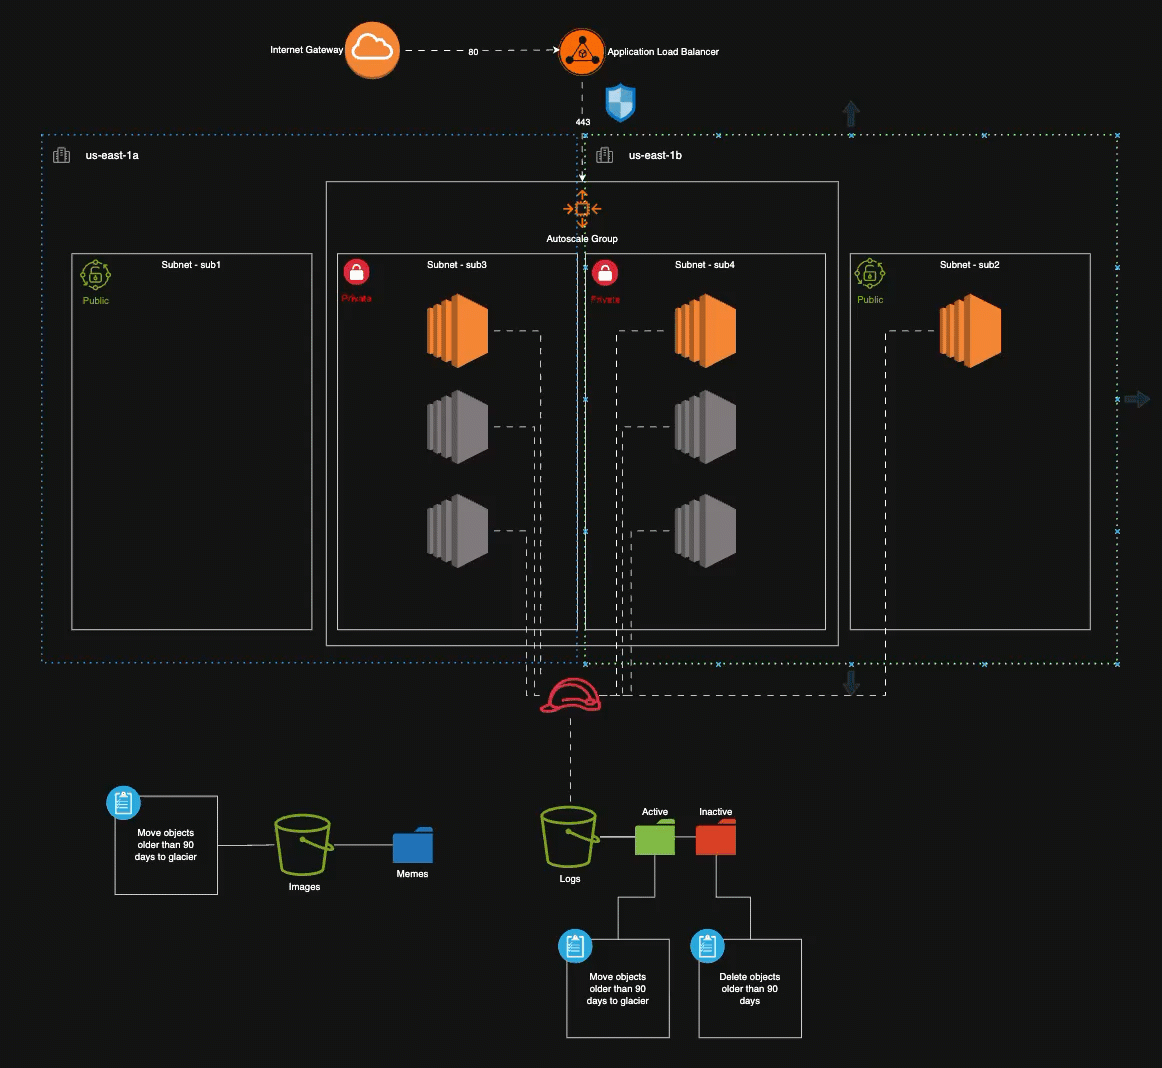 Internet Gateway
80
Application Load Balancer
443
us-east-1a
us-east-1b
Autoscale Group
Subnet - sub1
Public
Subnet - sub3
Private
Subnet - sub4
Private
Subnet - sub2
Public
Move objects
older than 90
days to glacier
Images
Memes
Logs
Active
Inactive
Move objects
older than 90
days to glacier
Delete objects
older than 90
days